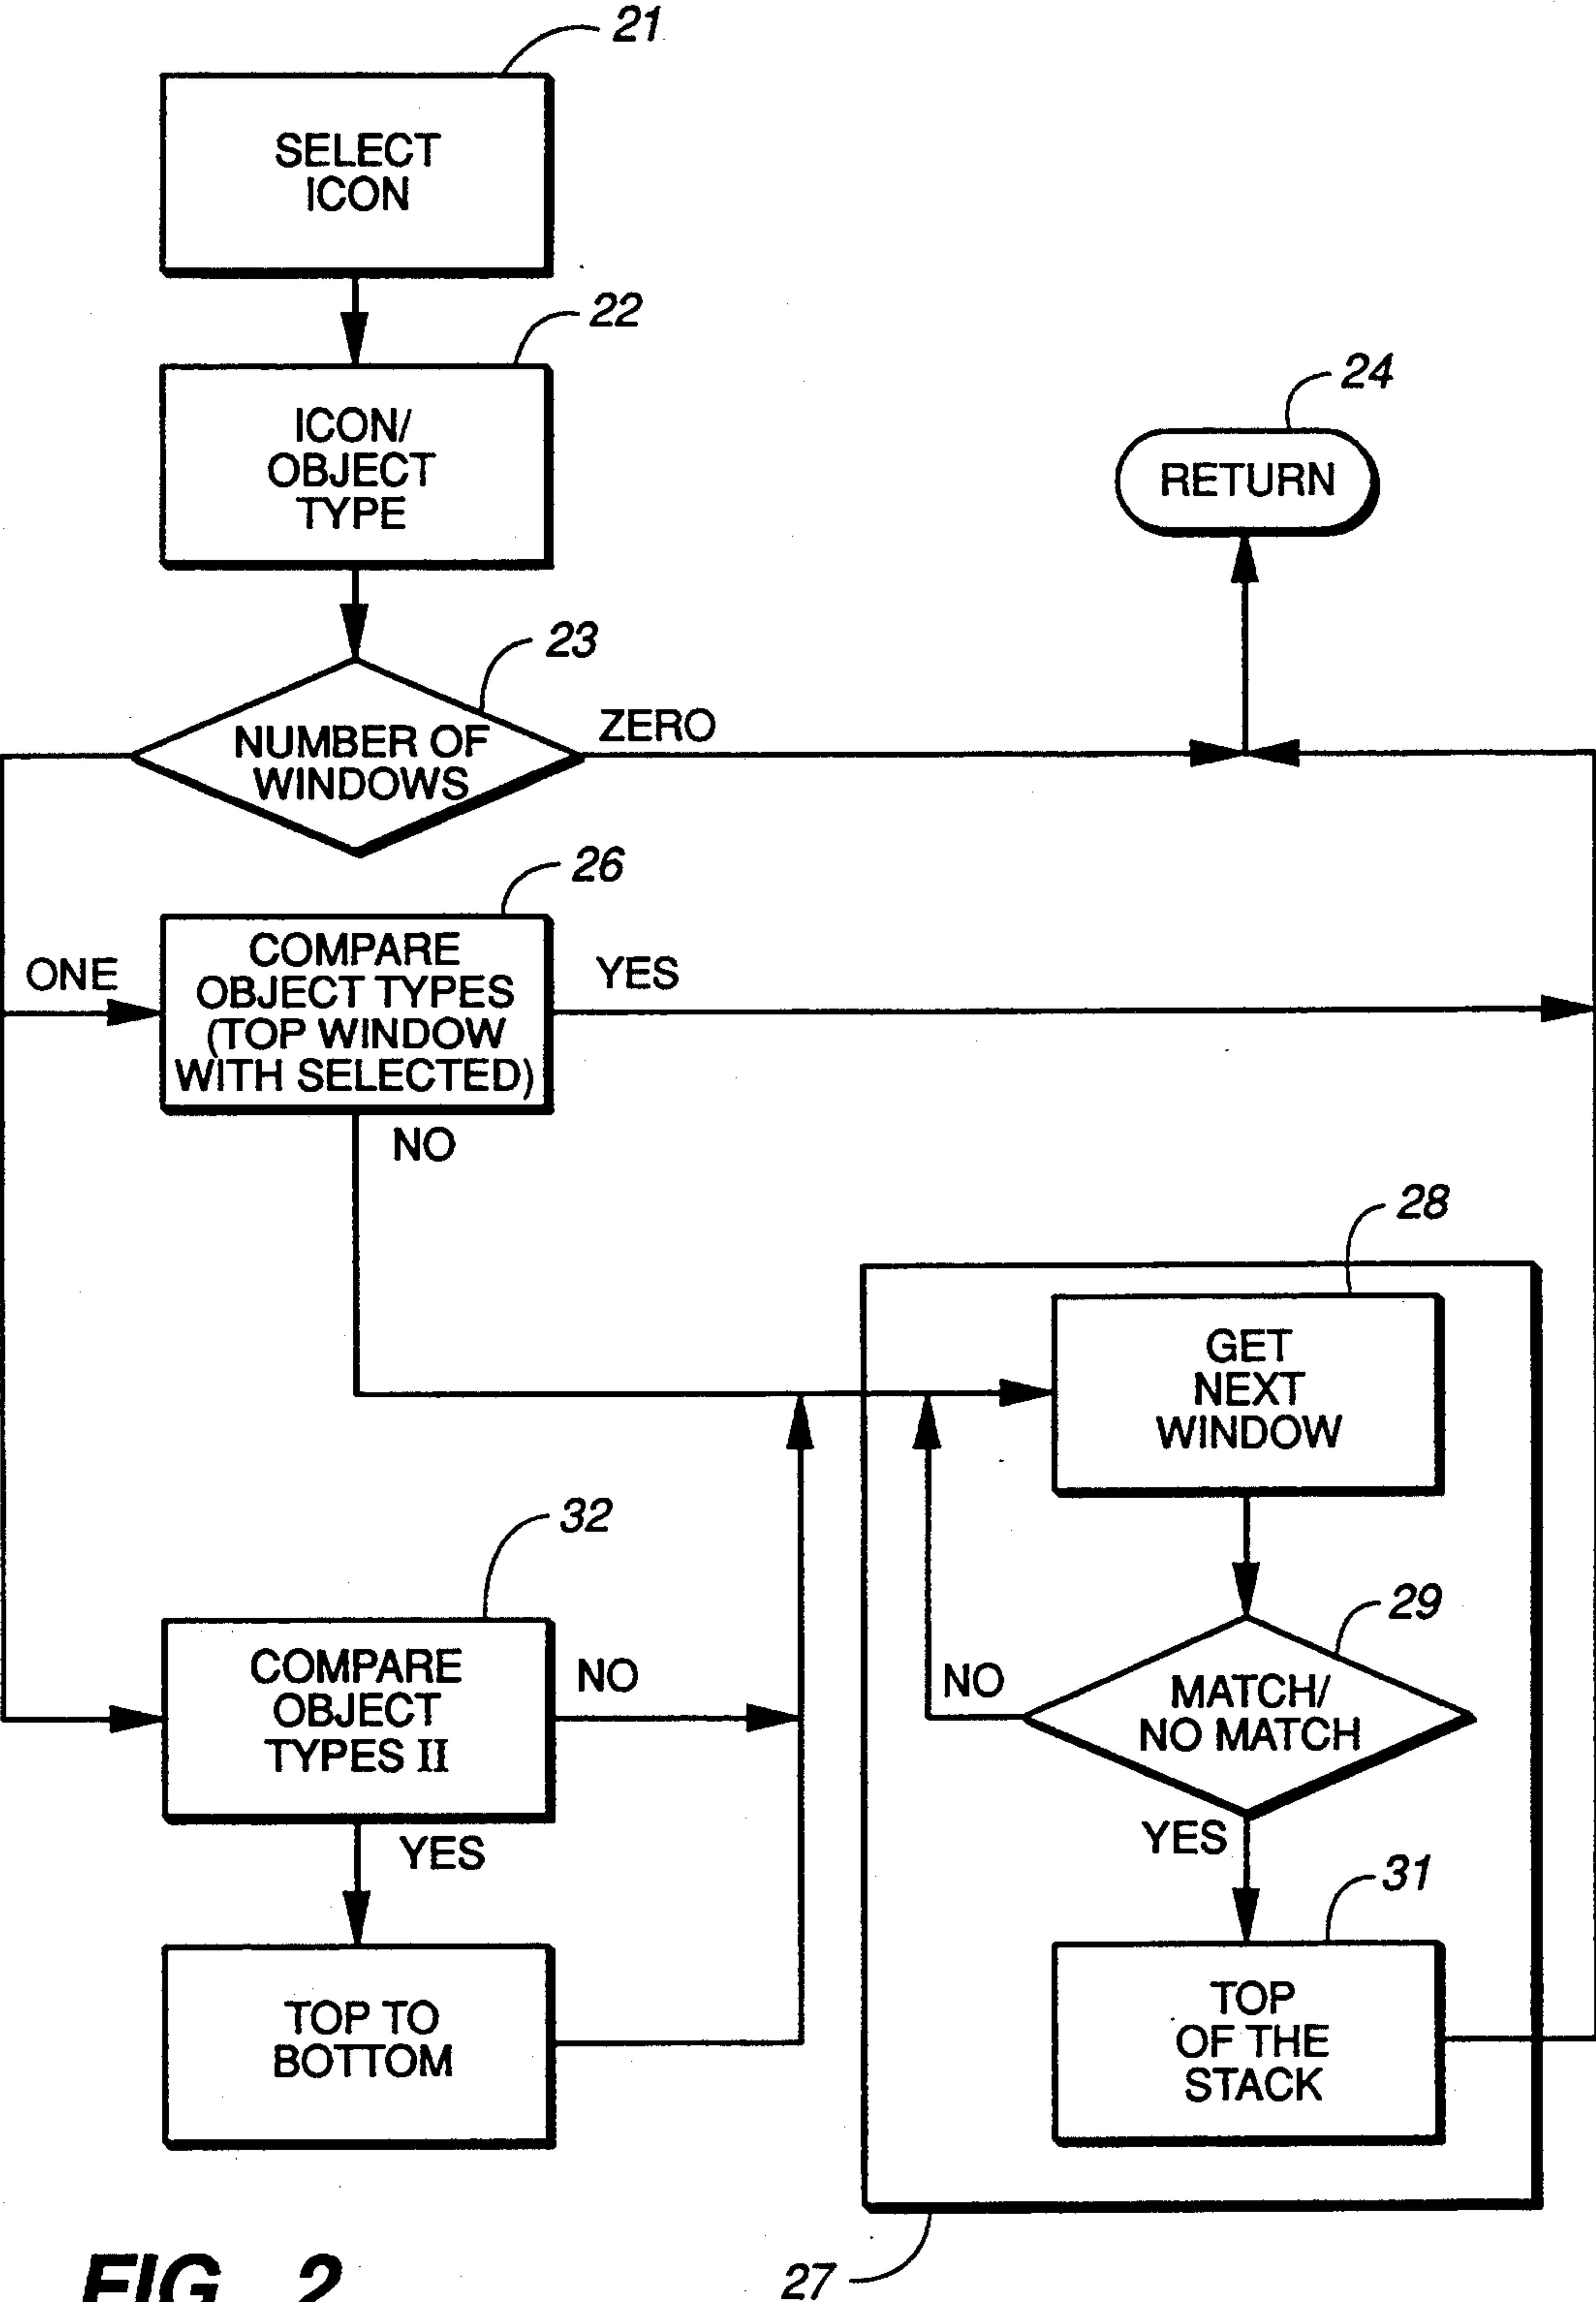 21
SELECT
ICON
22
ICON/
OBJECT
TYPE
24
RETURN
23
NUMBER OF
WINDOWS
ZERO
26
ONE
COMPARE
OBJECT TYPES
(TOP WINDOW
WITH SELECTED)
YES
NO
28
GET
NEXT
WINDOW
32
COMPARE
OBJECT
TYPES II
NO
YES
29
MATCH/
NO MATCH
NO
YES
31
TOP
OF THE
STACK
TOP TO
BOTTOM
27
FIG. 2